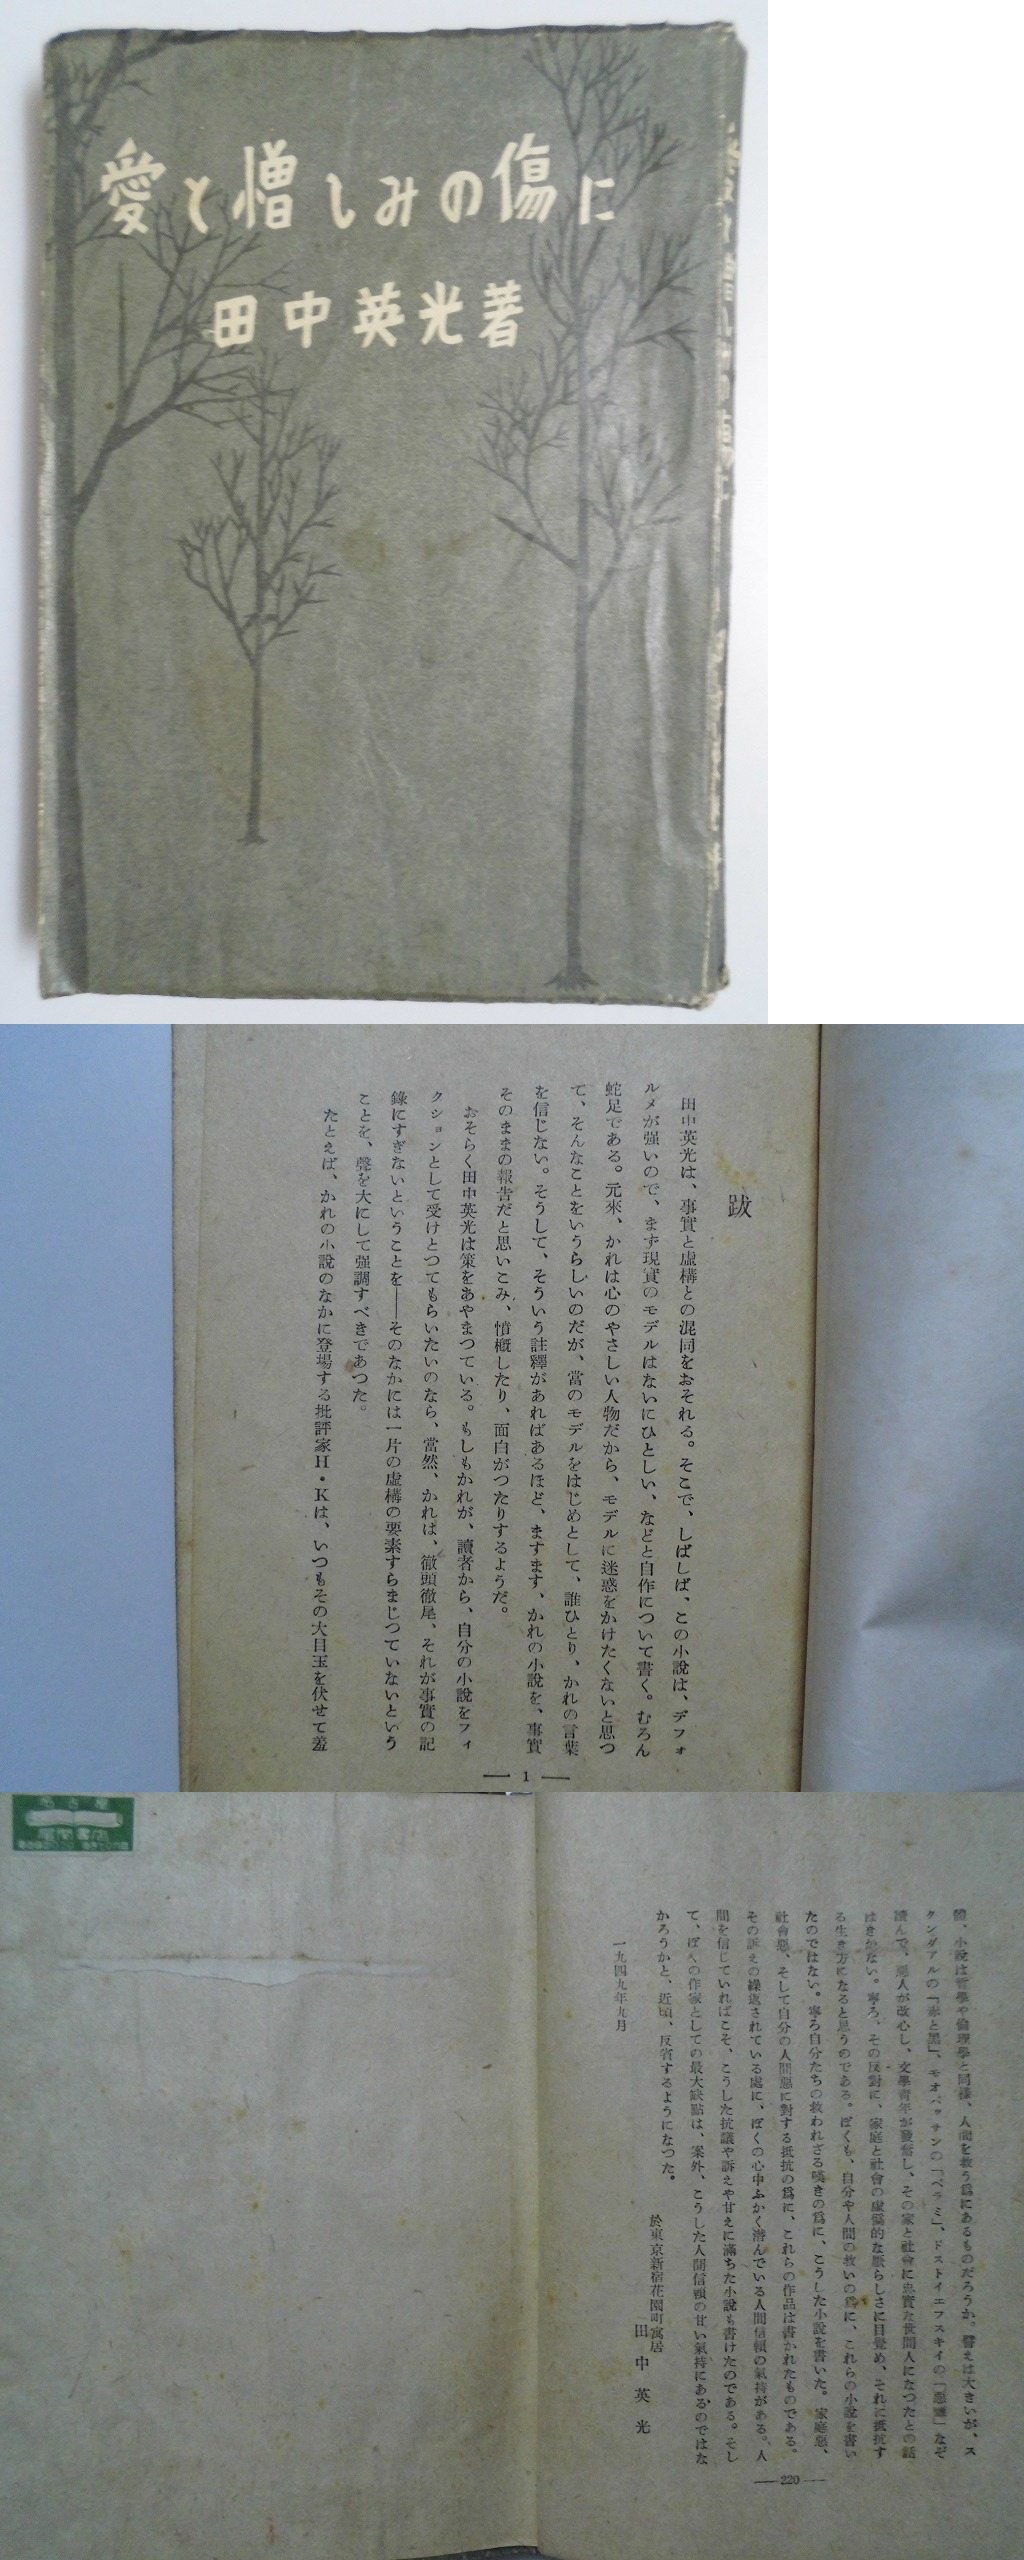 愛と憎しみの傷に
田中英光著
跋
田中英光は、事實と虛構との混同をおそれる。そこで、しばしば、この小說は、デフォ
ルメが强いので、まず現實のモデルはないにひとしい、などと自作について書く。むろん
蛇足である。元來、かれは心のやさしい人物だから、モデルに迷惑をかけたくないと思つ
て、そんなことをいうらしいのだが、當のモデルをはじめとして、誰ひとり、かれの言葉
を信じない。そうして、そういう註釋があればあるほど、ますます、かれの小說を、事實
そのままの報告だと思いこみ、憤槪したり、面白がつたりするようだ。
おそらく田中英光は策をあやまつている。もしもかれが、讀者から、自分の小說をフィ
クションとして受けとつてもらいたいのなら、當然、かれは、徹頭徹尾、それが事實の記
錄にすぎないということを――そのなかには一片の虛構の要素すらまじつていないという
ことを、聲を大にして强調すべきであつた。
たとえば、かれの小說のなかに登場する批評家H・Kは、いつもその大目玉を伏せて羞
― 1 ―
體、小說は哲學や倫理學と同樣、人間を救う爲にあるものだろうか。譬えは大きいが、ス
タンダアルの「赤と黑」、モオパッサンの「ベラミ」、ドストイエフスキイの「惡靈」なぞ
讀んで、惡人が改心し、文學靑年が發奮し、その家と社會に忠實な世間人になつたとの話
はきかない。寧ろ、その反對に、家庭と社會の虛僞的な厭らしさに目覺め、それに抵抗す
る生き方になると思うのである。ぼくも、自分や人間の救いの爲に、これらの小說を書い
たのではない。寧ろ自分たちの救われざる嘆きの爲に、こうした小說を書いた。家庭惡、
社會惡、そして自分の人間惡に對する抵抗の爲に、これらの作品は書かれたものである。
その訴えの繰返されている處に、ぼくの心中ふかく潛んでいる人間信賴の氣持がある。人
間を信じていればこそ、こうした抗議や訴えや甘えに滿ちた小說も書けたのである。そし
て、ぼくの作家としての最大缺點は、案外、こうした人間信賴の甘い氣持にあるのではな
かろうかと、近頃、反省するようになつた。
一九四九年九月
於東京新宿花園町寓居
田中英光
― 220 ―
名古屋
書店